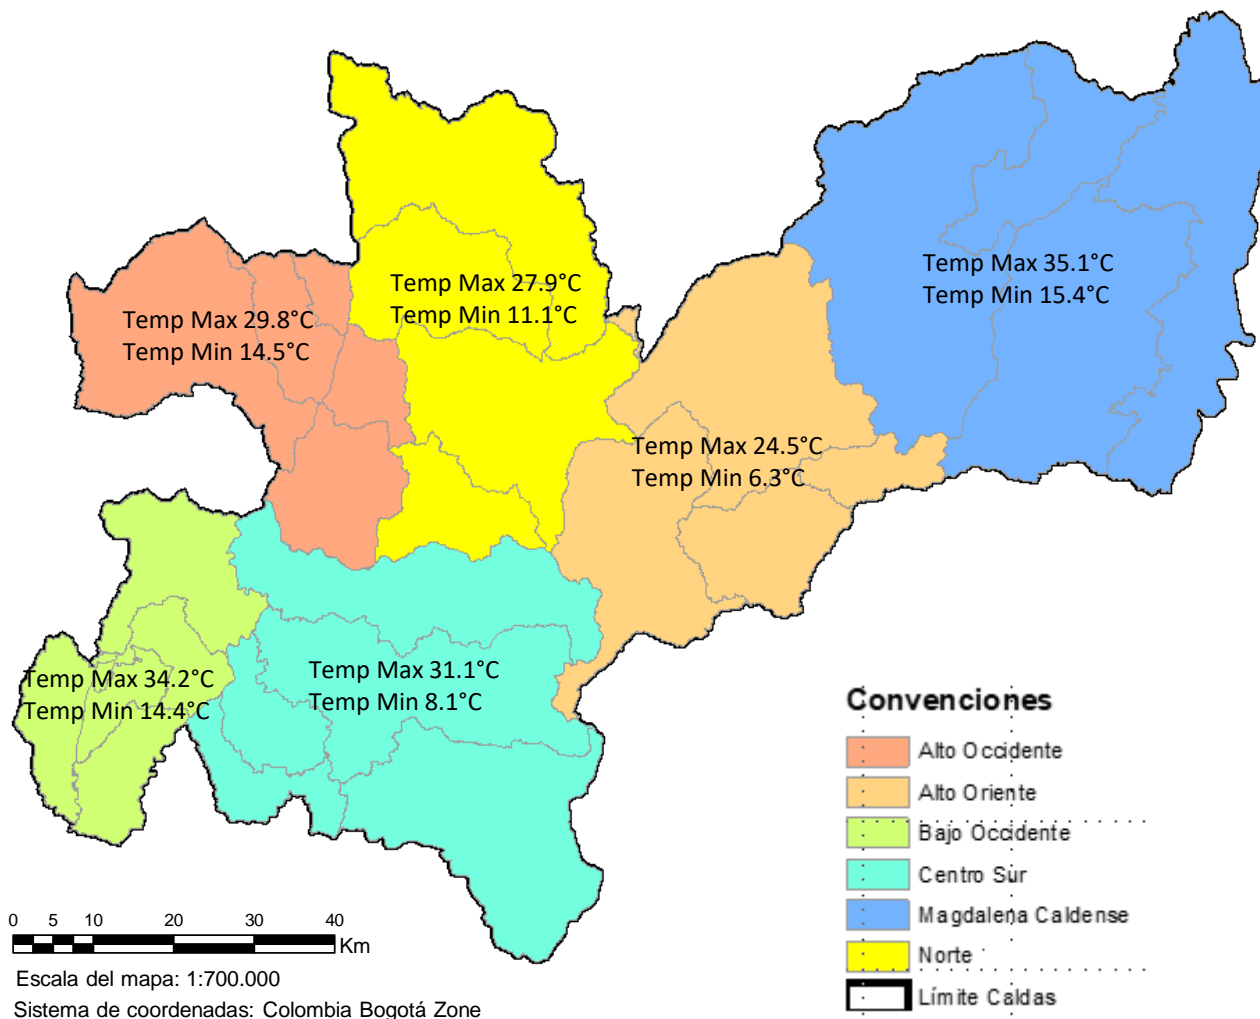 Temp Max 35.1°C
Temp Min 15.4°C
Temp Max 27.9°C
Temp Min 11.1°C
Temp Max 29.8°C
Temp Min 14.5°C
Temp Max 24.5°C
Temp Min 6.3°C
Temp Max 34.2°C
Temp Min 14.4°C
Temp Max 31.1°C
Temp Min 8.1°C
Convenciones
Alto Occidente
Alto Oriente
Bajo Occidente
Centro Sur
Magdalena Caldense
Norte
Límite Caldas
0 5 10 20 30 40
Km
Escala del mapa: 1:700.000
Sistema de coordenadas: Colombia Bogotá Zone